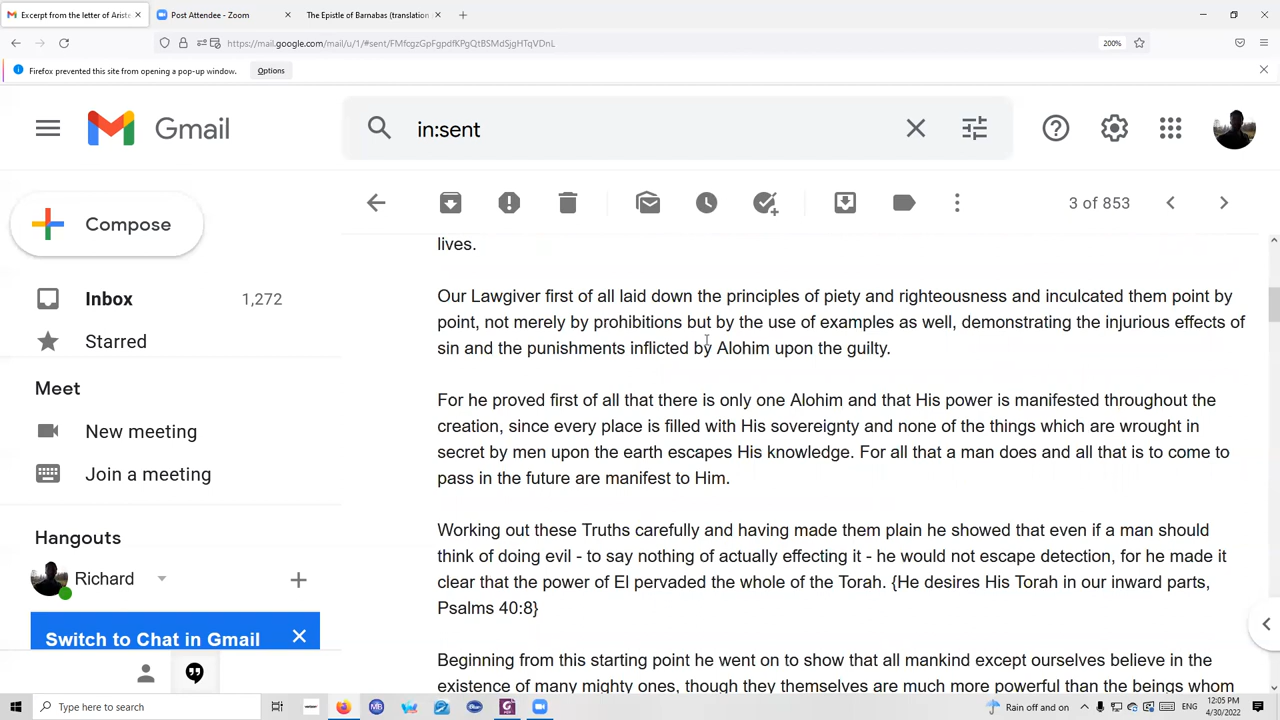 Excerpt from the letter of Ariste
Post Attendee - Zoom
The Epistle of Barnabas (translation
https://mail.google.com/mail/u/1/#sent/FMfcgzGpFgpdfKPgQtBSMdSjgHTqVDnL
200%
Firefox prevented this site from opening a pop-up window.
Options
Gmail
in:sent
Compose
3 of 853
Inbox 1,272
Starred
Meet
New meeting
Join a meeting
Hangouts
Richard
Switch to Chat in Gmail
lives.
Our Lawgiver first of all laid down the principles of piety and righteousness and inculcated them point by
point, not merely by prohibitions but by the use of examples as well, demonstrating the injurious effects of
sin and the punishments inflicted by Alohim upon the guilty.
For he proved first of all that there is only one Alohim and that His power is manifested throughout the
creation, since every place is filled with His sovereignty and none of the things which are wrought in
secret by men upon the earth escapes His knowledge. For all that a man does and all that is to come to
pass in the future are manifest to Him.
Working out these Truths carefully and having made them plain he showed that even if a man should
think of doing evil - to say nothing of actually effecting it - he would not escape detection, for he made it
clear that the power of El pervaded the whole of the Torah. {He desires His Torah in our inward parts,
Psalms 40:8}
Beginning from this starting point he went on to show that all mankind except ourselves believe in the
existence of many mighty ones, though they themselves are much more powerful than the beings whom
Type here to search
Rain off and on
ENG
12:05 PM
4/30/2022